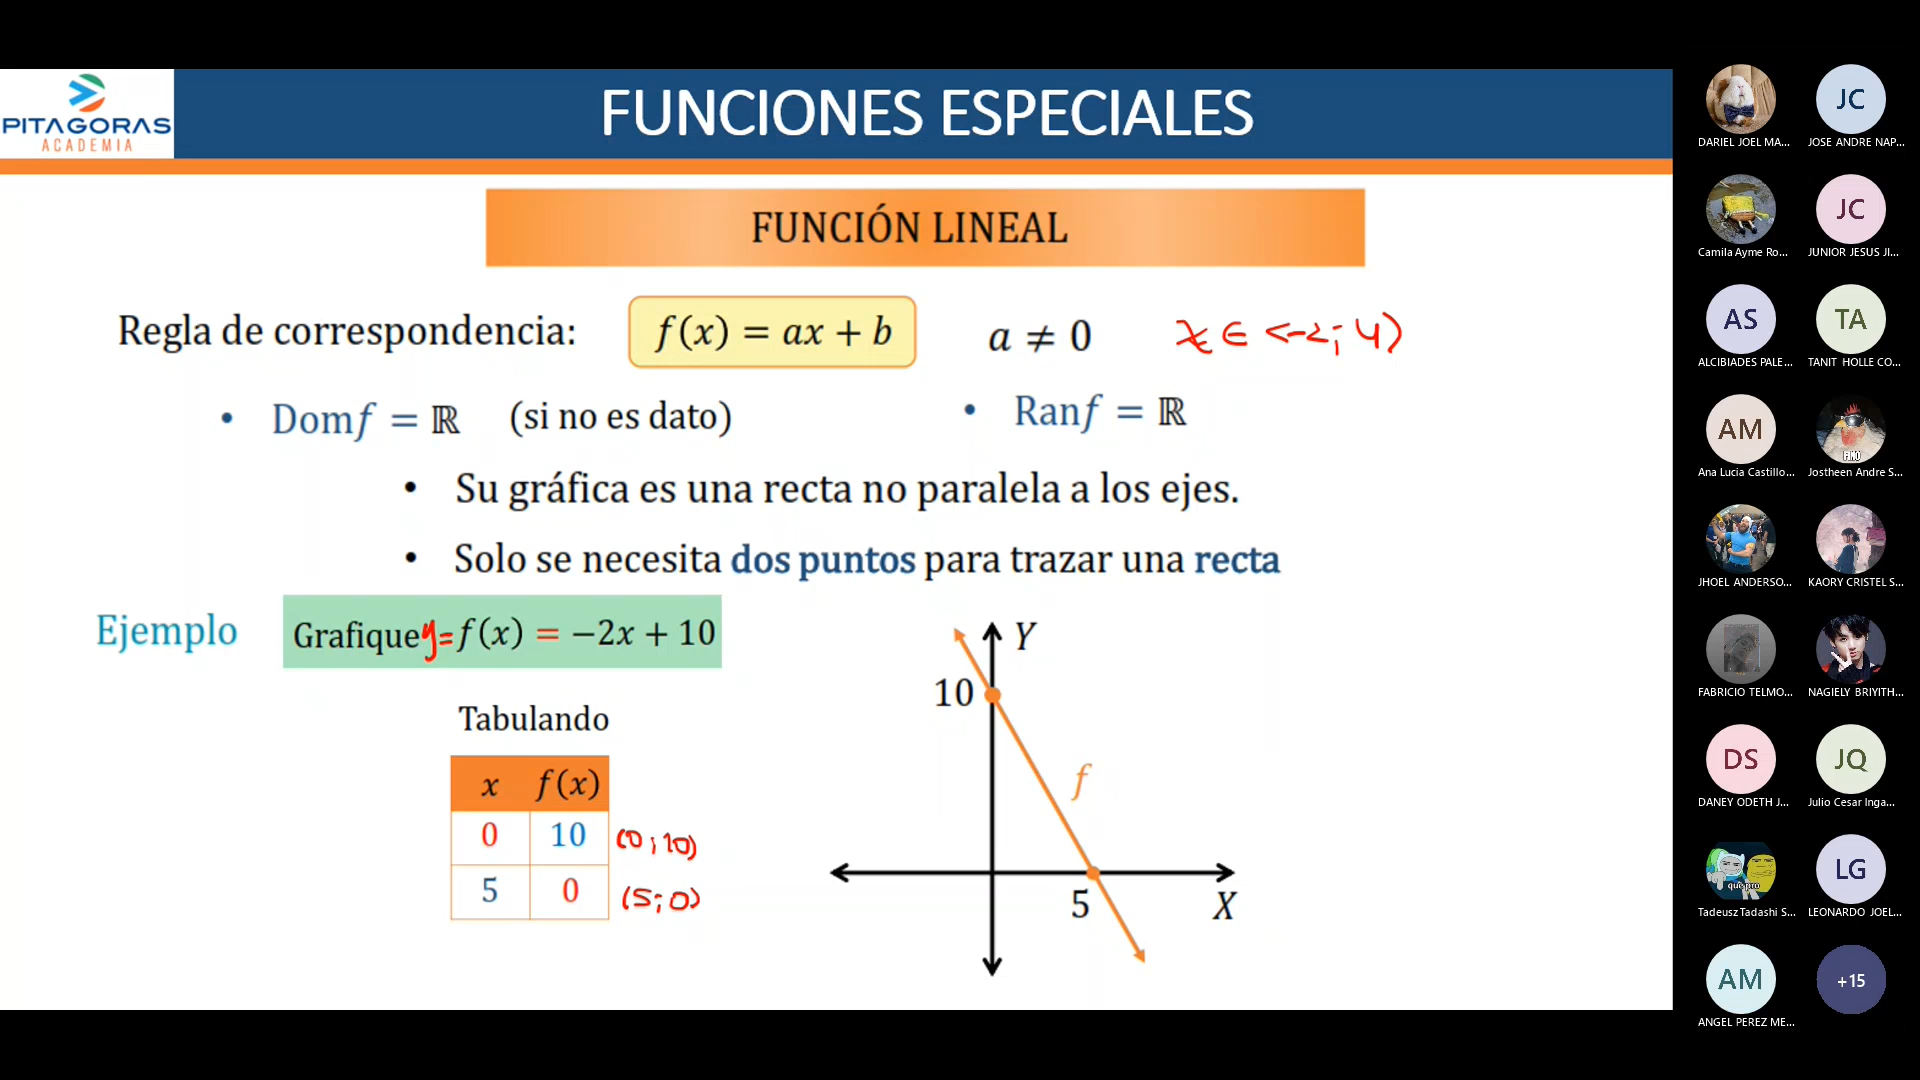 PITAGORAS
ACADEMIA
FUNCIONES ESPECIALES
FUNCIÓN LINEAL
Regla de correspondencia: f(x) = ax + b a ≠ 0 x ∈ <-2; 4>
• Domf = ℝ (si no es dato) • Ranf = ℝ
• Su gráfica es una recta no paralela a los ejes.
• Solo se necesita dos puntos para trazar una recta
Ejemplo Grafique y= f(x) = −2x + 10
Tabulando
x f(x)
0 10 (0; 10)
5 0 (5; 0)
Y
10
f
5
X
DARIEL JOEL MA...
JC
JOSE ANDRE NAP...
Camila Ayme Ro...
JC
JUNIOR JESUS JI...
AS
ALCIBIADES PALE...
TA
TANIT HOLLE CO...
AM
Ana Lucia Castillo...
FINO
Jostheen Andre S...
JHOEL ANDERSO...
KAORY CRISTEL S...
FABRICIO TELMO...
NAGIELY BRIYITH...
DS
DANEY ODETH J...
JQ
Julio Cesar Inga...
que pro
Tadeusz Tadashi S...
LG
LEONARDO JOEL...
AM
ANGEL PEREZ ME...
+15